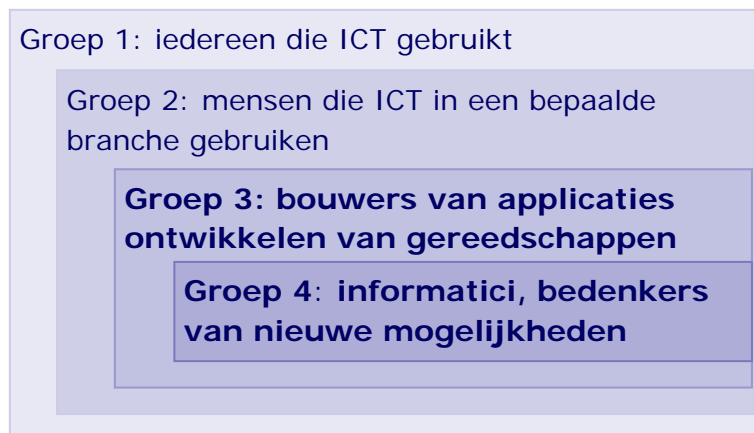 Groep 1: iedereen die ICT gebruikt
Groep 2: mensen die ICT in een bepaalde
branche gebruiken
Groep 3: bouwers van applicaties
ontwikkelen van gereedschappen
Groep 4: informatici, bedenkers
van nieuwe mogelijkheden